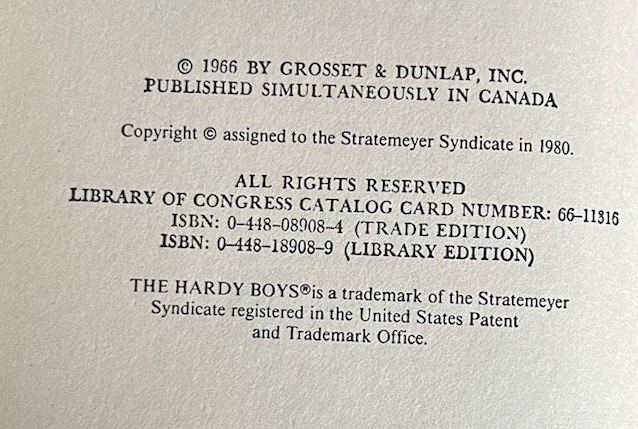 © 1966 BY GROSSET & DUNLAP, INC.
PUBLISHED SIMULTANEOUSLY IN CANADA
Copyright © assigned to the Stratemeyer Syndicate in 1980.
ALL RIGHTS RESERVED
LIBRARY OF CONGRESS CATALOG CARD NUMBER: 66-11316
ISBN: 0-448-08908-4 (TRADE EDITION)
ISBN: 0-448-18908-9 (LIBRARY EDITION)
THE HARDY BOYS® is a trademark of the Stratemeyer
Syndicate registered in the United States Patent
and Trademark Office.